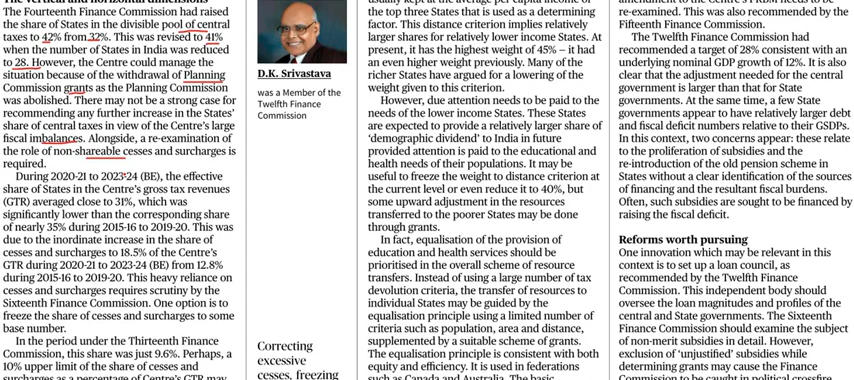 The vertical and horizontal dimensions
The Fourteenth Finance Commission had raised
the share of States in the divisible pool of central
taxes to 42% from 32%. This was revised to 41%
when the number of States in India was reduced
to 28. However, the Centre could manage the
situation because of the withdrawal of Planning
Commission grants as the Planning Commission
was abolished. There may not be a strong case for
recommending any further increase in the States’
share of central taxes in view of the Centre’s large
fiscal imbalances. Alongside, a re-examination of
the role of non-shareable cesses and surcharges is
required.
During 2020-21 to 2023-24 (BE), the effective
share of States in the Centre’s gross tax revenues
(GTR) averaged close to 31%, which was
significantly lower than the corresponding share
of nearly 35% during 2015-16 to 2019-20. This was
due to the inordinate increase in the share of
cesses and surcharges to 18.5% of the Centre’s
GTR during 2020-21 to 2023-24 (BE) from 12.8%
during 2015-16 to 2019-20. This heavy reliance on
cesses and surcharges requires scrutiny by the
Sixteenth Finance Commission. One option is to
freeze the share of cesses and surcharges to some
base number.
In the period under the Thirteenth Finance
Commission, this share was just 9.6%. Perhaps, a
10% upper limit of the share of cesses and
surcharges as a percentage of Centre’s GTR may
D.K. Srivastava
was a Member of the
Twelfth Finance
Commission
Correcting
excessive
cesses, freezing
usually kept at the average per capita income of
the top three States that is used as a determining
factor. This distance criterion implies relatively
larger shares for relatively lower income States. At
present, it has the highest weight of 45% — it had
an even higher weight previously. Many of the
richer States have argued for a lowering of the
weight given to this criterion.
However, due attention needs to be paid to the
needs of the lower income States. These States
are expected to provide a relatively larger share of
‘demographic dividend’ to India in future
provided attention is paid to the educational and
health needs of their populations. It may be
useful to freeze the weight to distance criterion at
the current level or even reduce it to 40%, but
some upward adjustment in the resources
transferred to the poorer States may be done
through grants.
In fact, equalisation of the provision of
education and health services should be
prioritised in the overall scheme of resource
transfers. Instead of using a large number of tax
devolution criteria, the transfer of resources to
individual States may be guided by the
equalisation principle using a limited number of
criteria such as population, area and distance,
supplemented by a suitable scheme of grants.
The equalisation principle is consistent with both
equity and efficiency. It is used in federations
such as Canada and Australia. The basic
amendment to the Centre’s FRBM needs to be
re-examined. This was also recommended by the
Fifteenth Finance Commission.
The Twelfth Finance Commission had
recommended a target of 28% consistent with an
underlying nominal GDP growth of 12%. It is also
clear that the adjustment needed for the central
government is larger than that for State
governments. At the same time, a few State
governments appear to have relatively larger debt
and fiscal deficit numbers relative to their GSDPs.
In this context, two concerns appear: these relate
to the proliferation of subsidies and the
re-introduction of the old pension scheme in
States without a clear identification of the sources
of financing and the resultant fiscal burdens.
Often, such subsidies are sought to be financed by
raising the fiscal deficit.
Reforms worth pursuing
One innovation which may be relevant in this
context is to set up a loan council, as
recommended by the Twelfth Finance
Commission. This independent body should
oversee the loan magnitudes and profiles of the
central and State governments. The Sixteenth
Finance Commission should examine the subject
of non-merit subsidies in detail. However,
exclusion of ‘unjustified’ subsidies while
determining grants may cause the Finance
Commission to be caught in political crossfire